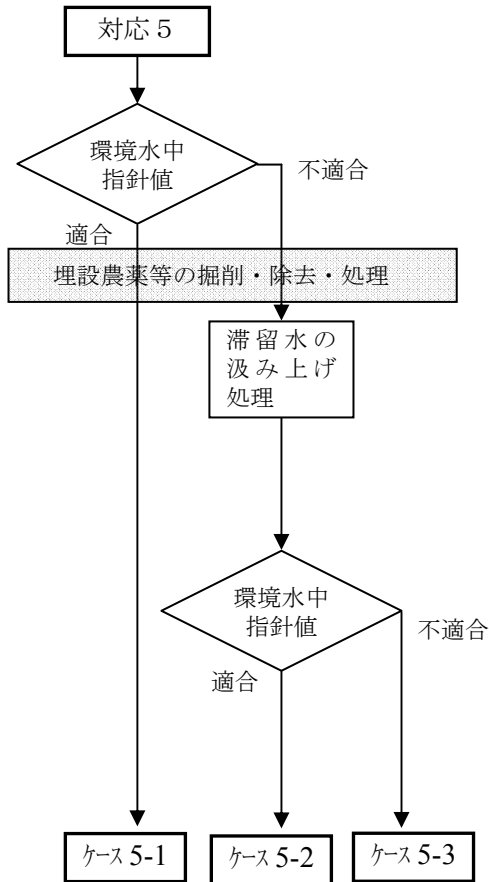 対応５
環境水中
指針値
不適合
適合
埋設農薬等の掘削・除去・処理
滞留水の
汲み上げ
処理
環境水中
指針値
不適合
適合
ｹｰｽ 5-1
ｹｰｽ 5-2
ｹｰｽ 5-3